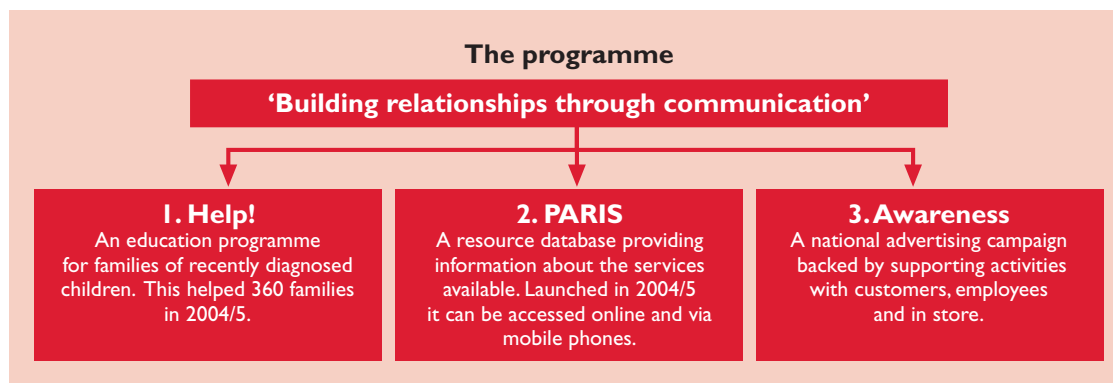 The programme
‘Building relationships through communication’
1. Help!
An education programme
for families of recently diagnosed
children. This helped 360 families
in 2004/5.
2. PARIS
A resource database providing
information about the services
available. Launched in 2004/5
it can be accessed online and via
mobile phones.
3. Awareness
A national advertising campaign
backed by supporting activities
with customers, employees
and in store.